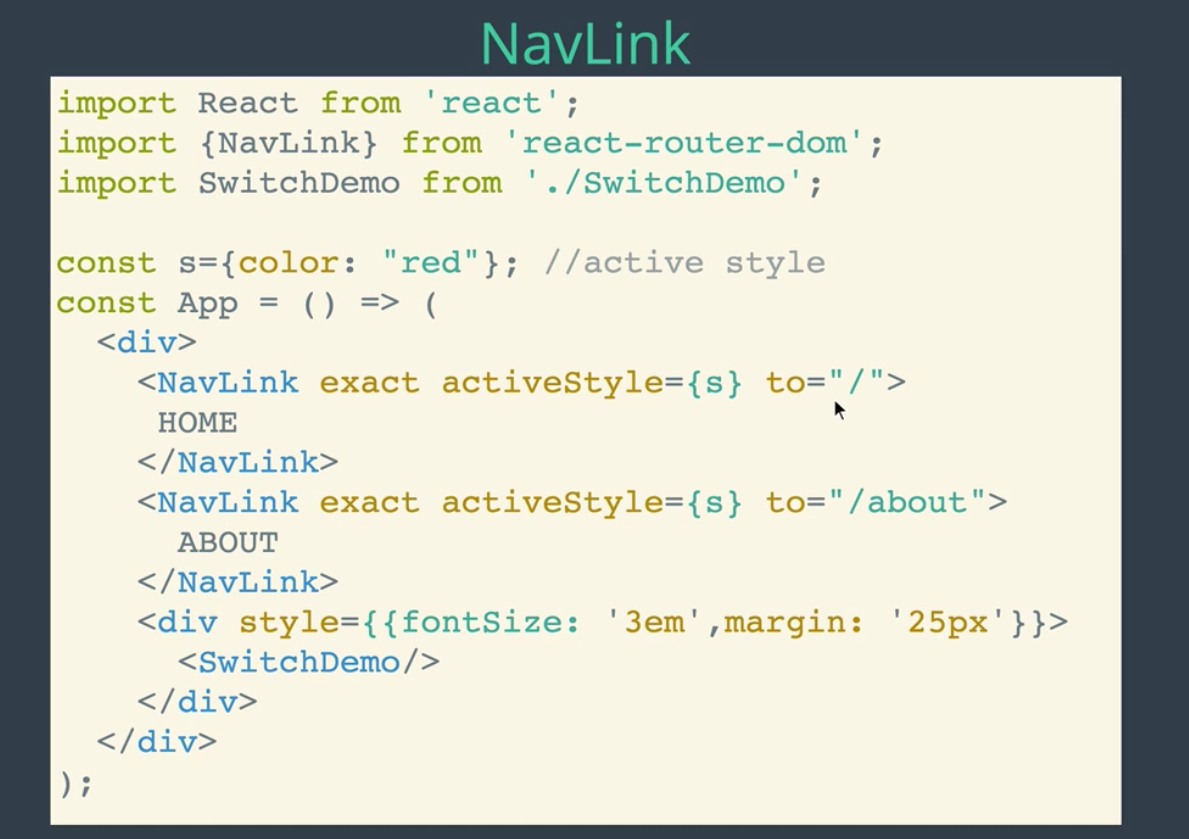 NavLink
import React from 'react';
import {NavLink} from 'react-router-dom';
import SwitchDemo from './SwitchDemo';

const s={color: "red"}; //active style
const App = () => (
  <div>
    <NavLink exact activeStyle={s} to="/">
     HOME
    </NavLink>
    <NavLink exact activeStyle={s} to="/about">
      ABOUT
    </NavLink>
    <div style={{fontSize: '3em',margin: '25px'}}>
      <SwitchDemo/>
    </div>
  </div>
);